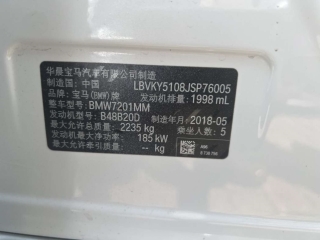 华晨宝马汽车有限公司制造
制造国：中国 LBVKY5108JSP76005
品牌：宝马(BMW)牌 发动机排量：1998 mL
整车型号：BMW7201MM
发动机型号：B48B20D 制造年月：2018-05
最大允许总质量：2235 kg 乘坐人数：5
发动机最大净功率：185 kW
最大允许牵引质量：- kg